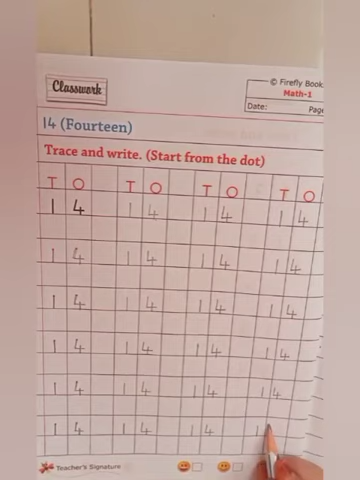 Classwork
© Firefly Book
Math-1
Date:
Page
14 (Fourteen)
Trace and write. (Start from the dot)
T O T O T O T O
1 4 1 4 1 4 1 4
1 4 1 4 1 4 1 4
1 4 1 4 1 4 1 4
1 4 1 4 1 4 1 4
1 4 1 4 1 4 1 4
1 4 1 4 1 4 1
Teacher's Signature